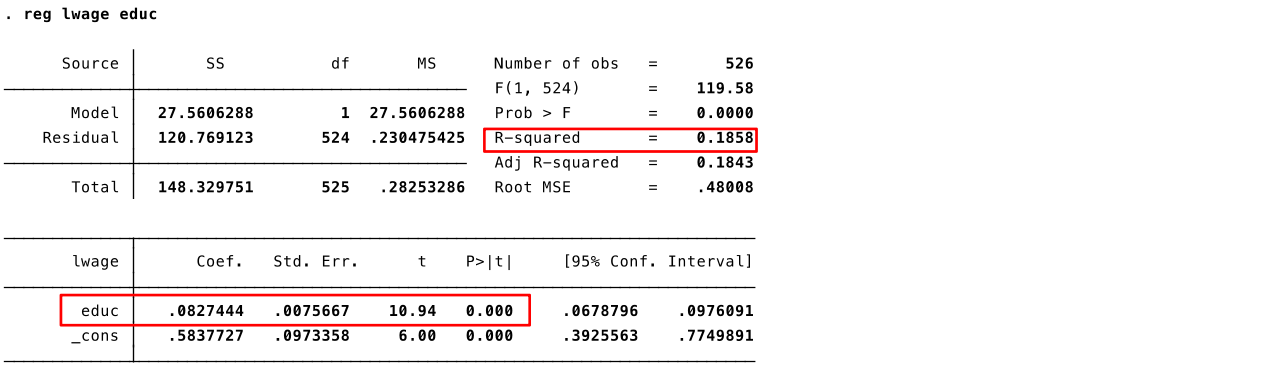 . reg lwage educ
Source | SS df MS Number of obs = 526
F(1, 524) = 119.58
Model | 27.5606288 1 27.5606288 Prob > F = 0.0000
Residual | 120.769123 524 .230475425 R-squared = 0.1858
Adj R-squared = 0.1843
Total | 148.329751 525 .28253286 Root MSE = .48008
lwage | Coef. Std. Err. t P>|t| [95% Conf. Interval]
educ | .0827444 .0075667 10.94 0.000 .0678796 .0976091
_cons | .5837727 .0973358 6.00 0.000 .3925563 .7749891